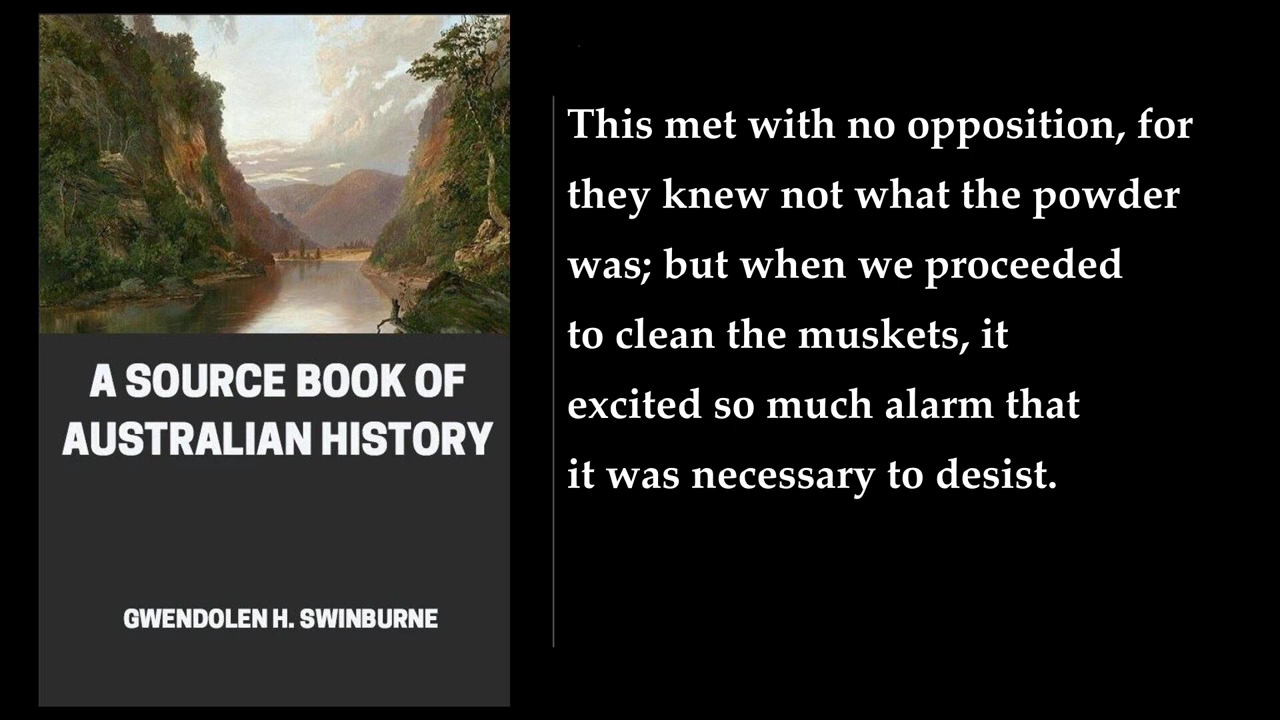 A SOURCE BOOK OF
AUSTRALIAN HISTORY
GWENDOLEN H. SWINBURNE
This met with no opposition, for
they knew not what the powder
was; but when we proceeded
to clean the muskets, it
excited so much alarm that
it was necessary to desist.